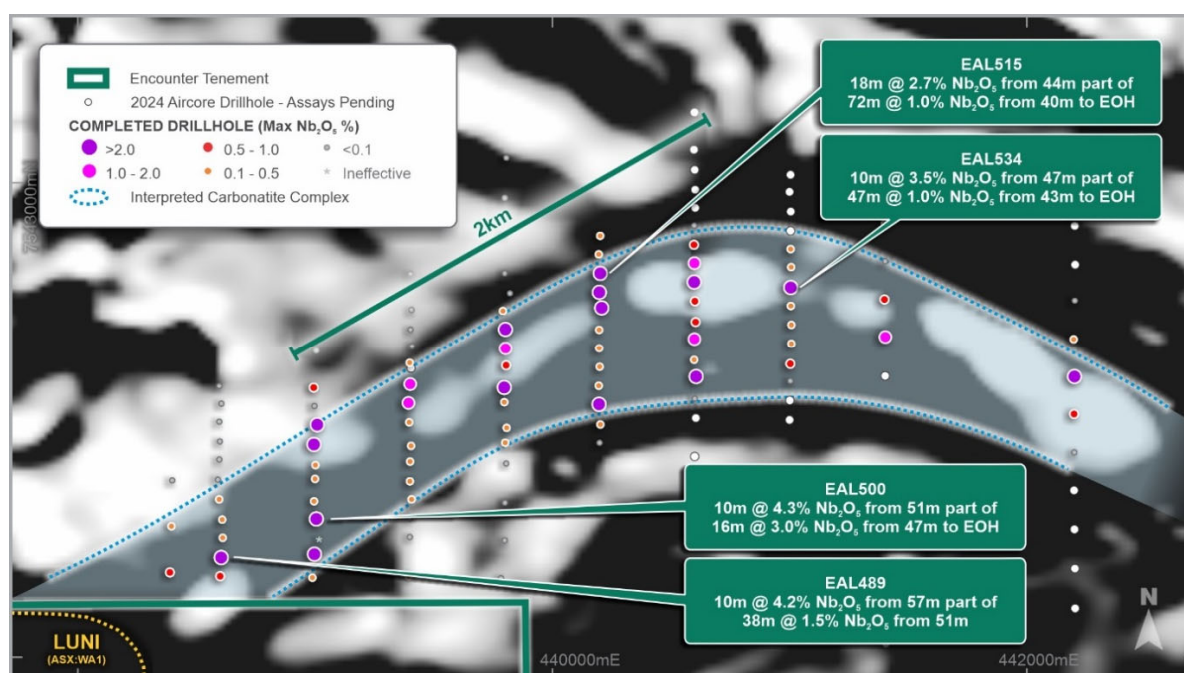 Encounter Tenement
2024 Aircore Drillhole - Assays Pending
COMPLETED DRILLHOLE (Max Nb₂O₅ %)
>2.0
0.5 - 1.0
<0.1
1.0 - 2.0
0.1 - 0.5
Ineffective
Interpreted Carbonatite Complex
EAL515
18m @ 2.7% Nb₂O₅ from 44m part of
72m @ 1.0% Nb₂O₅ from 40m to EOH
EAL534
10m @ 3.5% Nb₂O₅ from 47m part of
47m @ 1.0% Nb₂O₅ from 43m to EOH
2km
EAL500
10m @ 4.3% Nb₂O₅ from 51m part of
16m @ 3.0% Nb₂O₅ from 47m to EOH
EAL489
10m @ 4.2% Nb₂O₅ from 57m part of
38m @ 1.5% Nb₂O₅ from 51m
N
LUNI
(ASX:WA1)
440000mE
442000mE